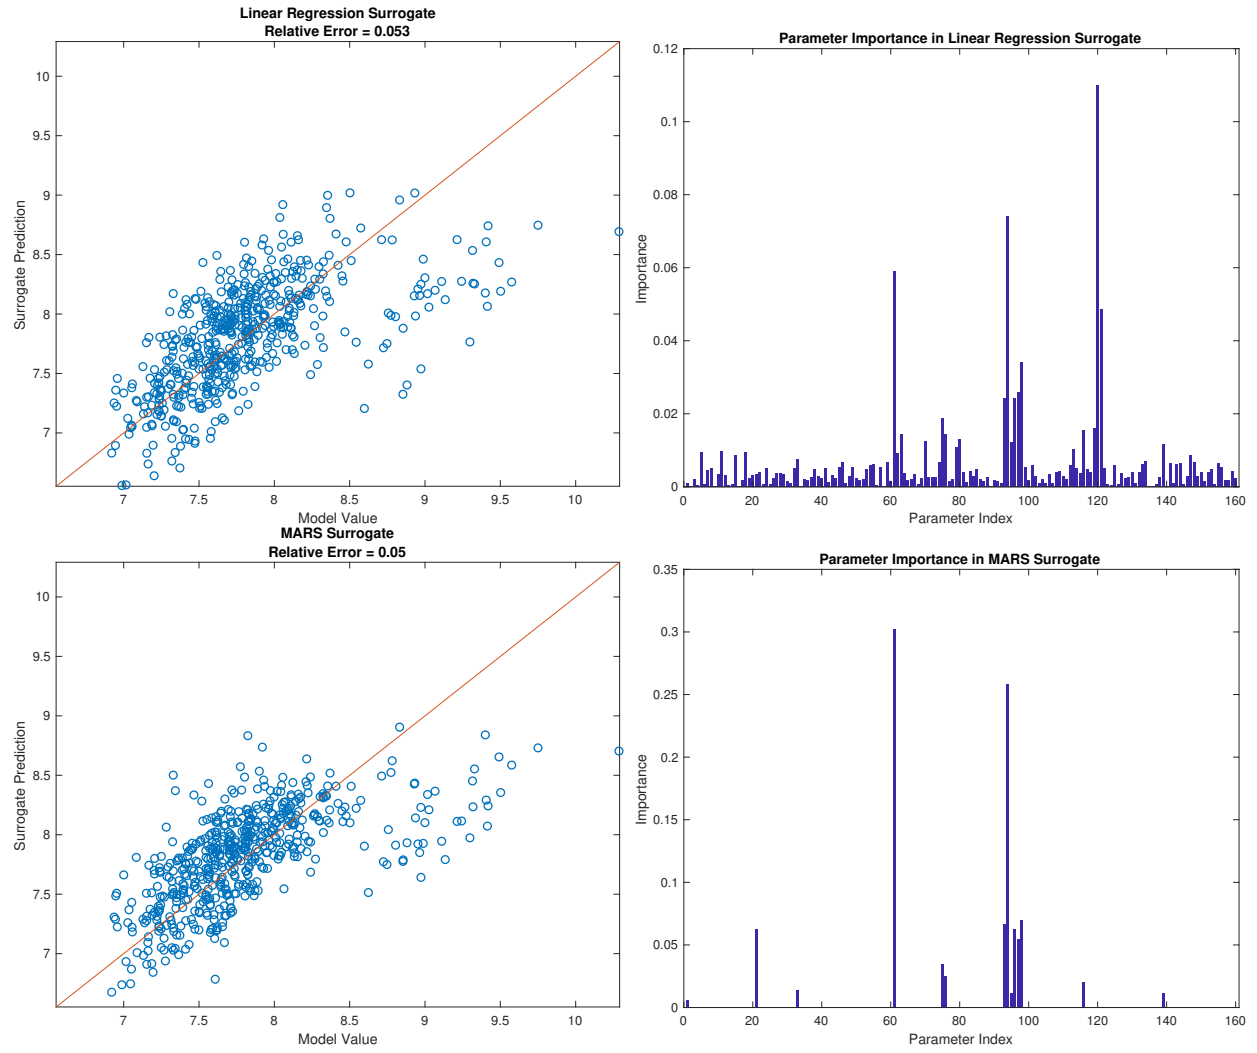 Linear Regression Surrogate
Relative Error = 0.053
10
9.5
9
8.5
8
7.5
7
Surrogate Prediction
7 7.5 8 8.5 9 9.5 10
Model Value
Parameter Importance in Linear Regression Surrogate
0.12
0.1
0.08
0.06
0.04
0.02
0
Importance
0 20 40 60 80 100 120 140 160
Parameter Index
MARS Surrogate
Relative Error = 0.05
10
9.5
9
8.5
8
7.5
7
Surrogate Prediction
7 7.5 8 8.5 9 9.5 10
Model Value
Parameter Importance in MARS Surrogate
0.35
0.3
0.25
0.2
0.15
0.1
0.05
0
Importance
0 20 40 60 80 100 120 140 160
Parameter Index